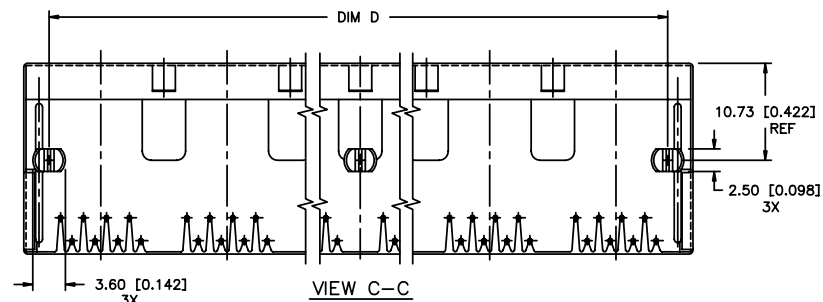 DIM D
10.73 [0.422]
REF
2.50 [0.098]
3X
3.60 [0.142]
3X
VIEW C-C